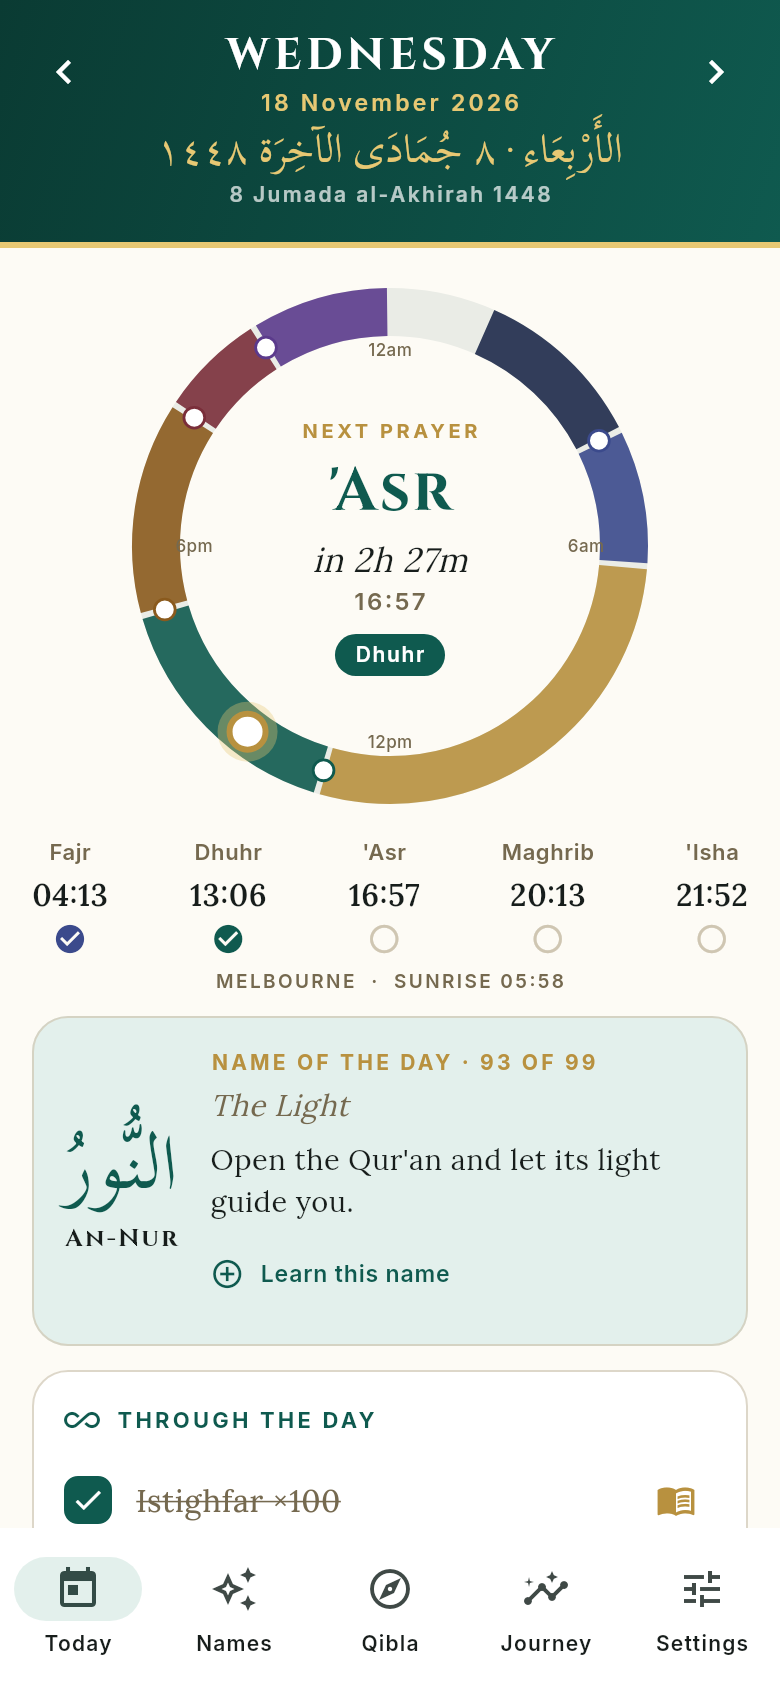 WEDNESDAY
18 November 2026
الأَرْبِعَاء · ٨ جُمَادَى الآخِرَة ١٤٤٨
8 Jumada al-Akhirah 1448
12am
NEXT PRAYER
'Asr
6pm
in 2h 27m
6am
16:57
Dhuhr
12pm
Fajr Dhuhr 'Asr Maghrib 'Isha
04:13 13:06 16:57 20:13 21:52
MELBOURNE · SUNRISE 05:58
NAME OF THE DAY · 93 OF 99
The Light
النُّورُ
An-Nur
Open the Qur'an and let its light
guide you.
Learn this name
THROUGH THE DAY
Istighfar ×100
Today Names Qibla Journey Settings